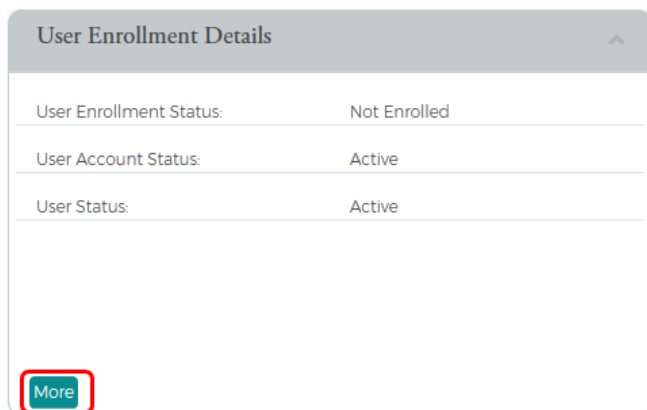 User Enrollment Details
User Enrollment Status: Not Enrolled
User Account Status: Active
User Status: Active
More